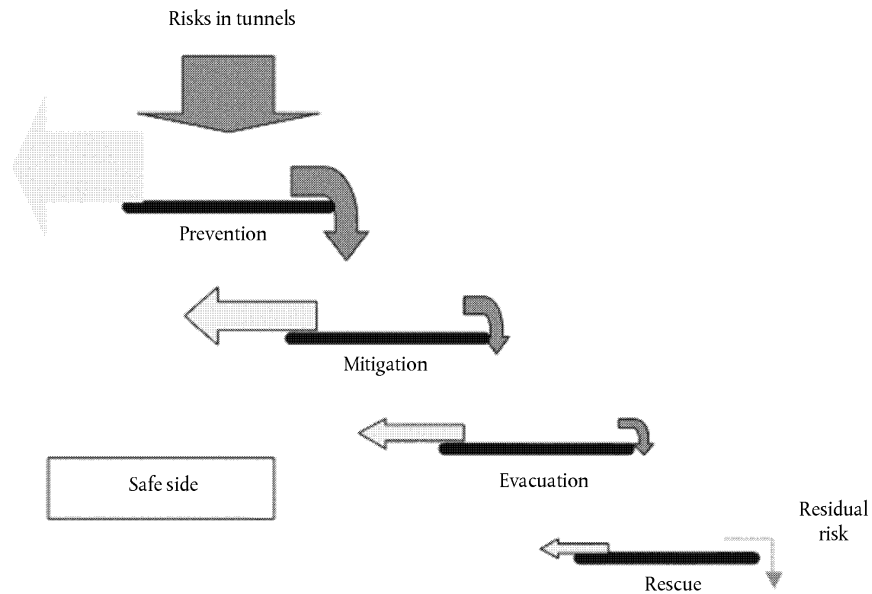 Risks in tunnels
Prevention
Mitigation
Evacuation
Safe side
Residual
risk
Rescue